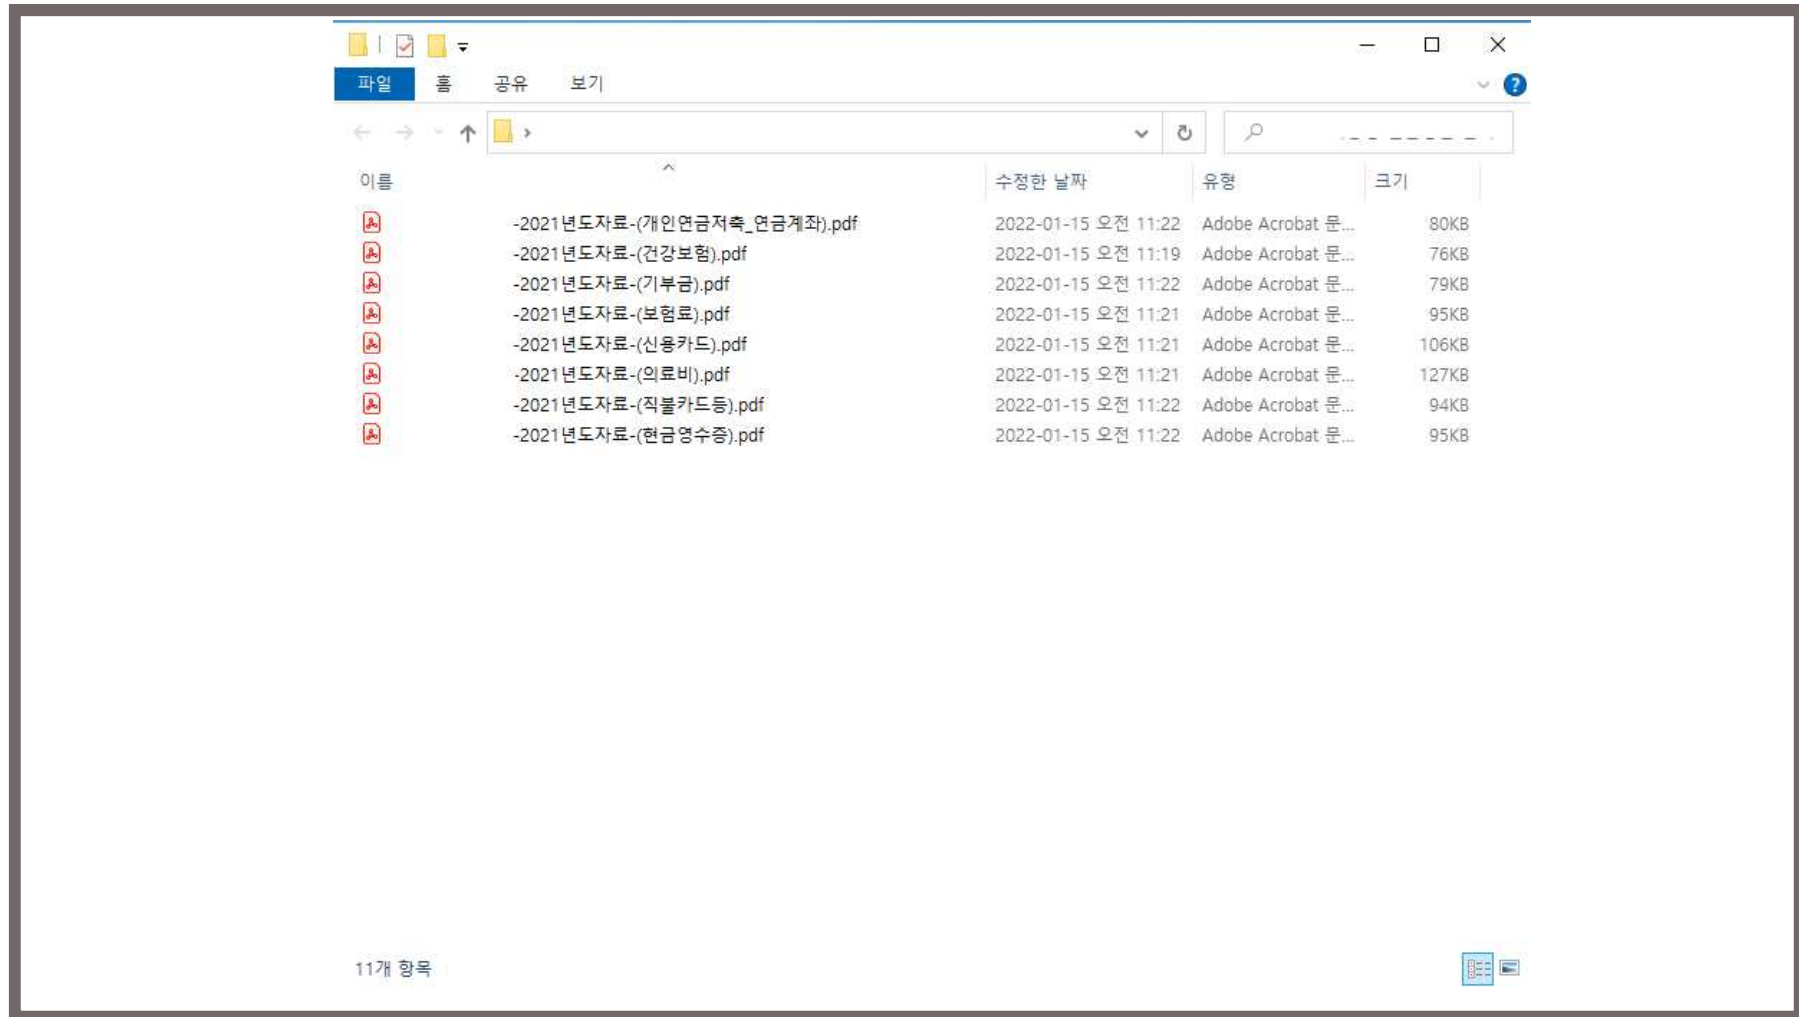 파일 홈 공유 보기
이름 수정한 날짜 유형 크기
-2021년도자료-(개인연금저축_연금계좌).pdf 2022-01-15 오전 11:22 Adobe Acrobat 문... 80KB
-2021년도자료-(건강보험).pdf 2022-01-15 오전 11:19 Adobe Acrobat 문... 76KB
-2021년도자료-(기부금).pdf 2022-01-15 오전 11:22 Adobe Acrobat 문... 79KB
-2021년도자료-(보험료).pdf 2022-01-15 오전 11:21 Adobe Acrobat 문... 95KB
-2021년도자료-(신용카드).pdf 2022-01-15 오전 11:21 Adobe Acrobat 문... 106KB
-2021년도자료-(의료비).pdf 2022-01-15 오전 11:21 Adobe Acrobat 문... 127KB
-2021년도자료-(직불카드등).pdf 2022-01-15 오전 11:22 Adobe Acrobat 문... 94KB
-2021년도자료-(현금영수증).pdf 2022-01-15 오전 11:22 Adobe Acrobat 문... 95KB
11개 항목